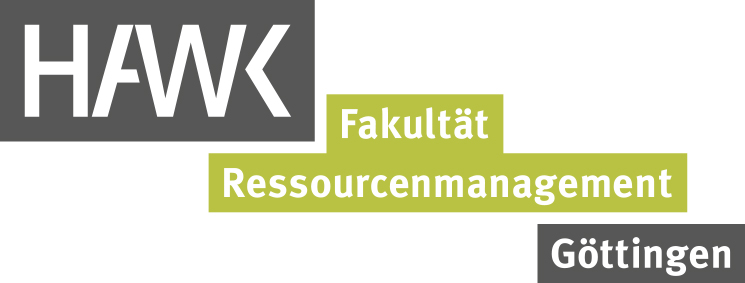 HAWK
Fakultät
Ressourcenmanagement
Göttingen